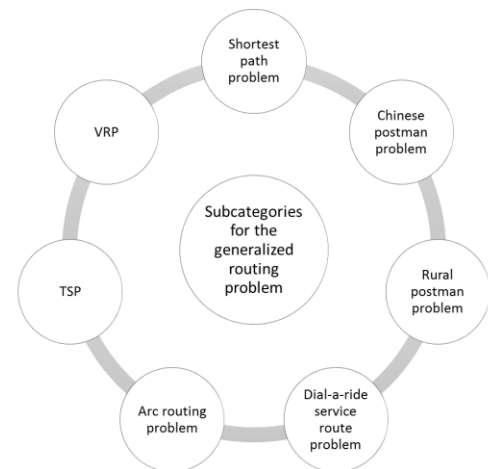 Shortest
path
problem
Chinese
postman
problem
Rural
postman
problem
Dial-a-ride
service
route
problem
Arc routing
problem
TSP
VRP
Subcategories
for the
generalized
routing
problem